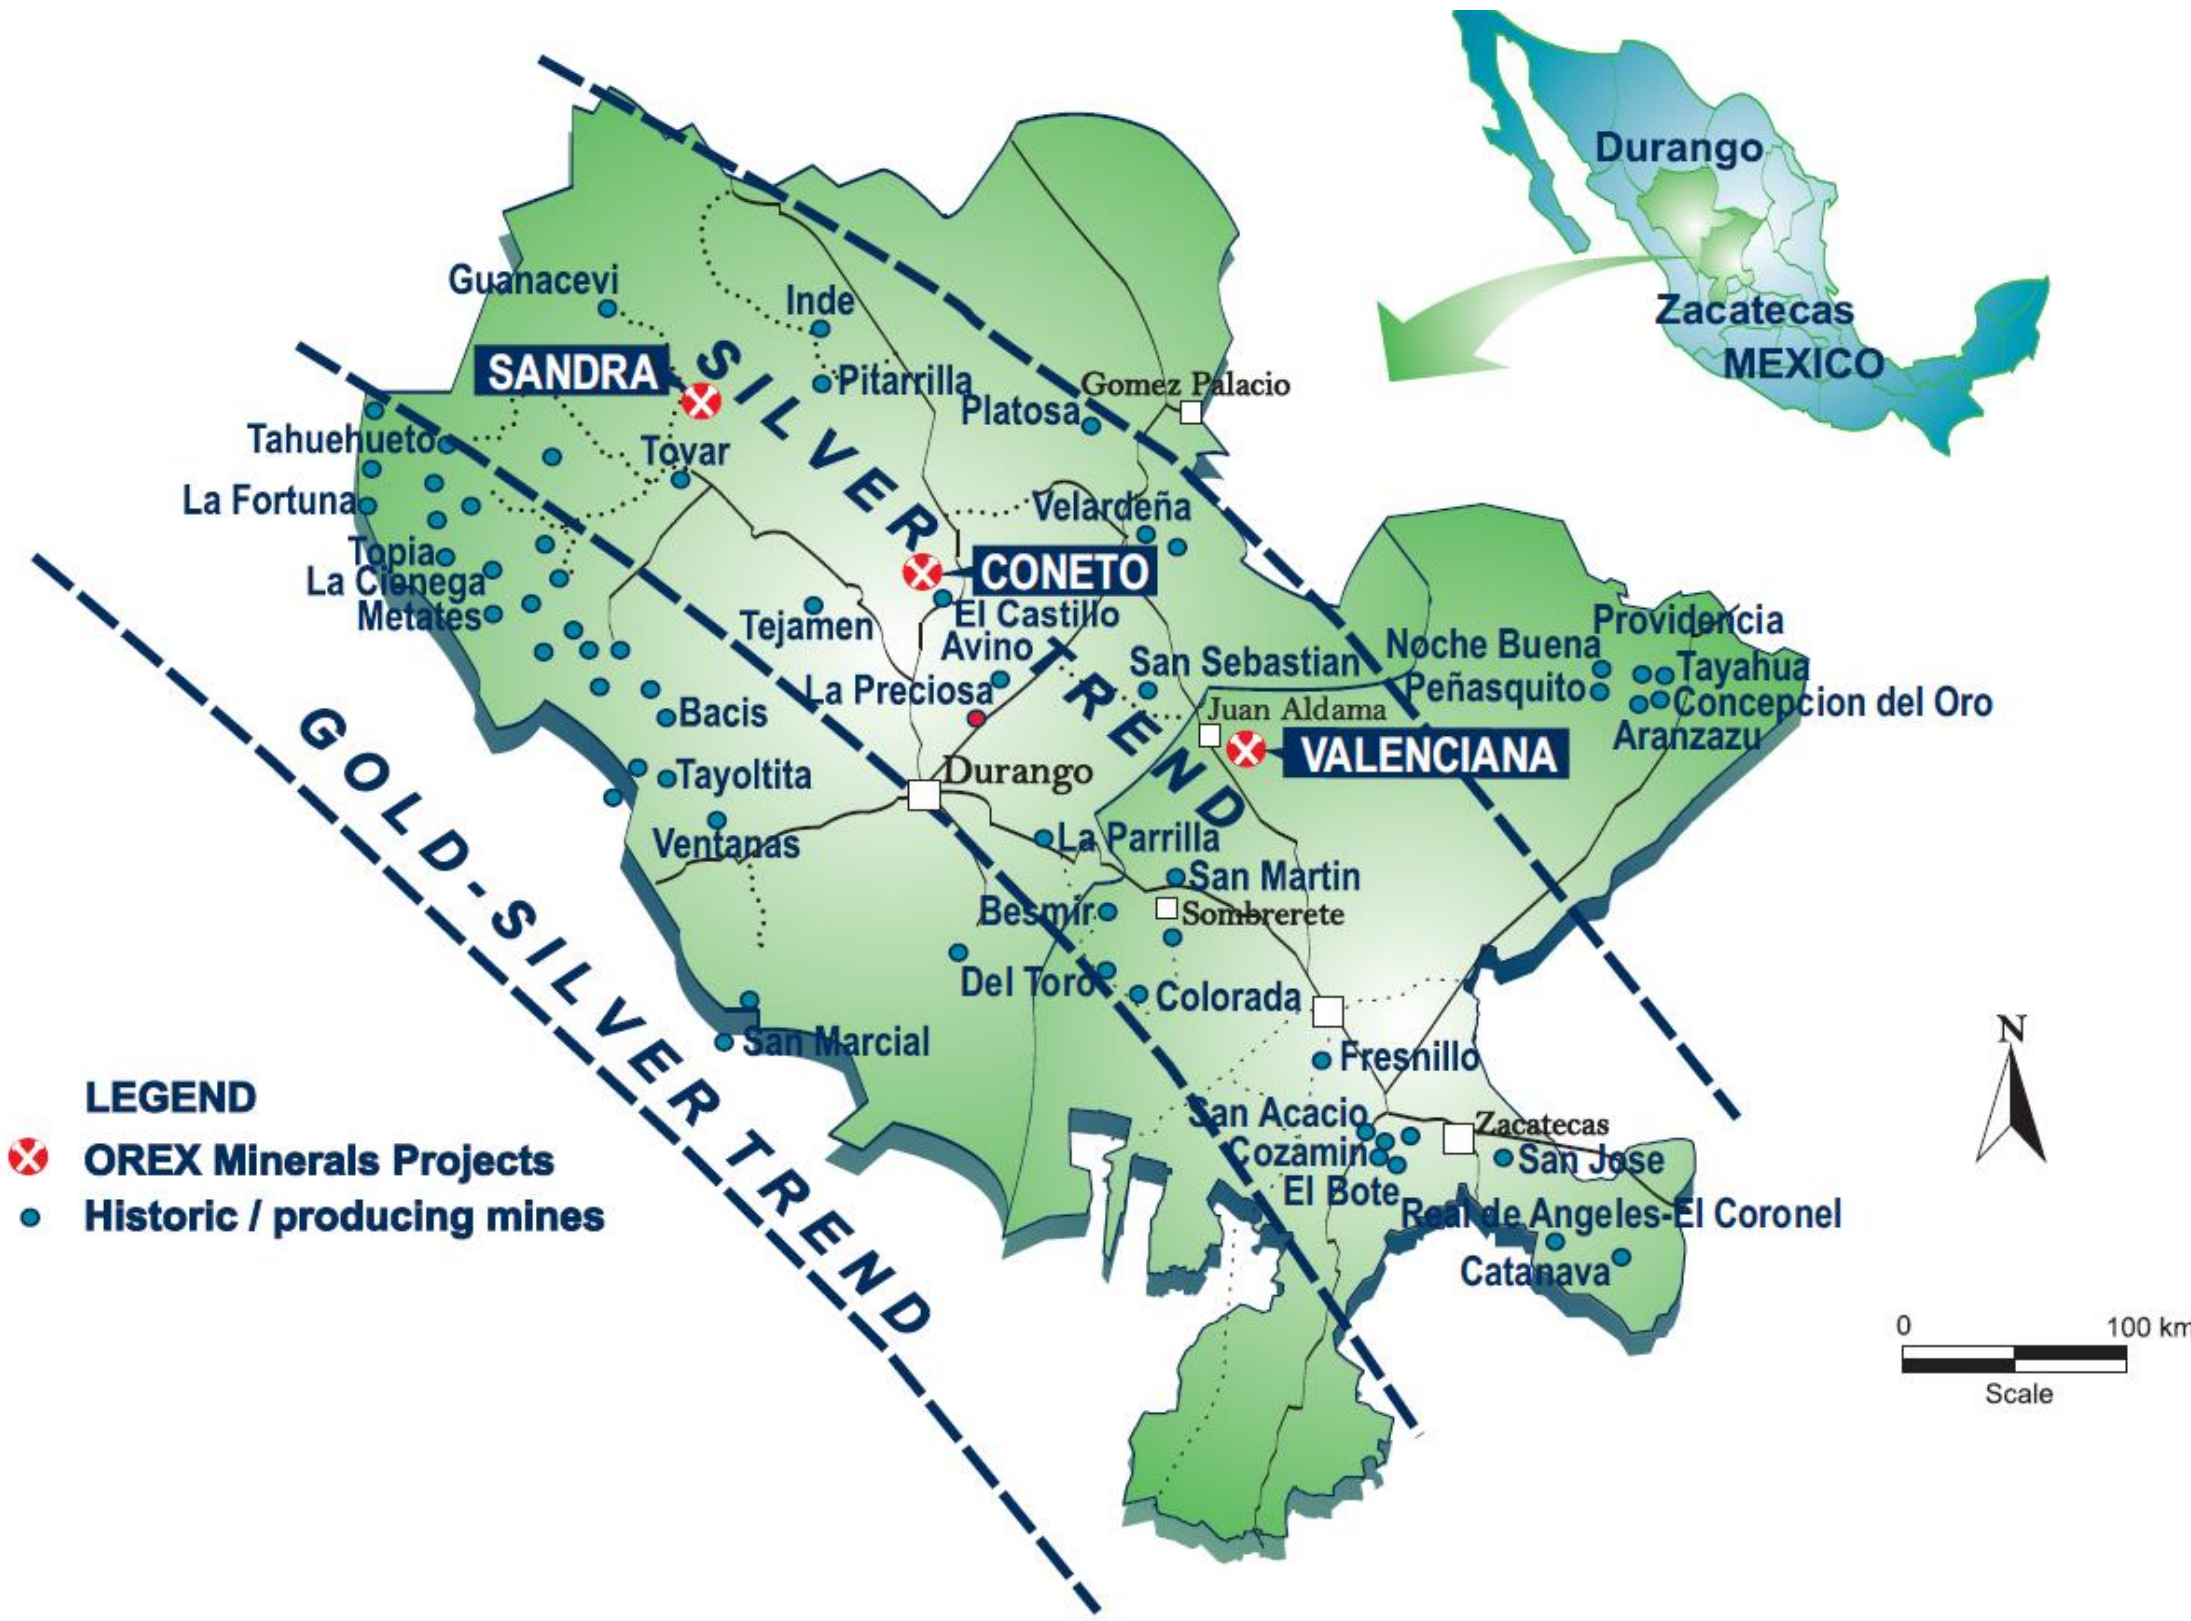 Durango
Zacatecas
MEXICO
Guanacevi
Inde
SANDRA
Pitarrilla
Gomez Palacio
Platosa
Tahuehueto
Tovar
La Fortuna
Velardeña
Topia
La Cienega
Metates
CONETO
El Castillo
Tejamen
Avino
San Sebastian
La Preciosa
Noche Buena
Providencia
Tayahua
Peñasquito
Concepcion del Oro
Aranzazu
Juan Aldama
VALENCIANA
Bacis
Tayoltita
Durango
Ventanas
La Parrilla
San Martin
Besmir
Sombrerete
Del Toro
Colorada
San Marcial
Fresnillo
San Acacio
Zacatecas
Cozamin
San Jose
El Bote
Real de Angeles-El Coronel
Catanava
SILVER TREND
GOLD-SILVER TREND
LEGEND
OREX Minerals Projects
Historic / producing mines
N
0 100 km
Scale